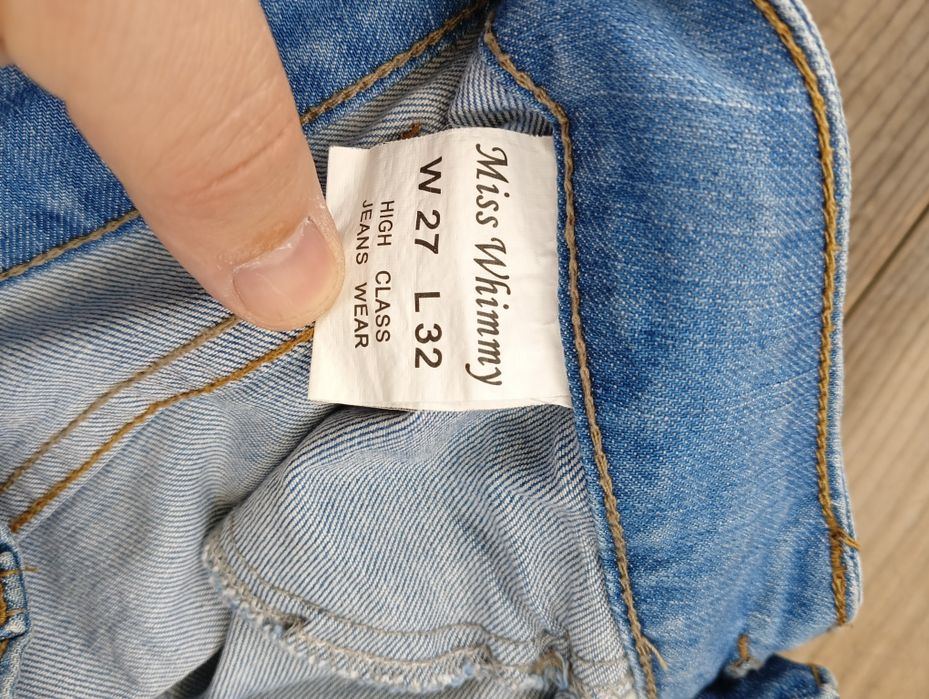 Miss Whimmy
W 27 L 32
HIGH CLASS
JEANS WEAR